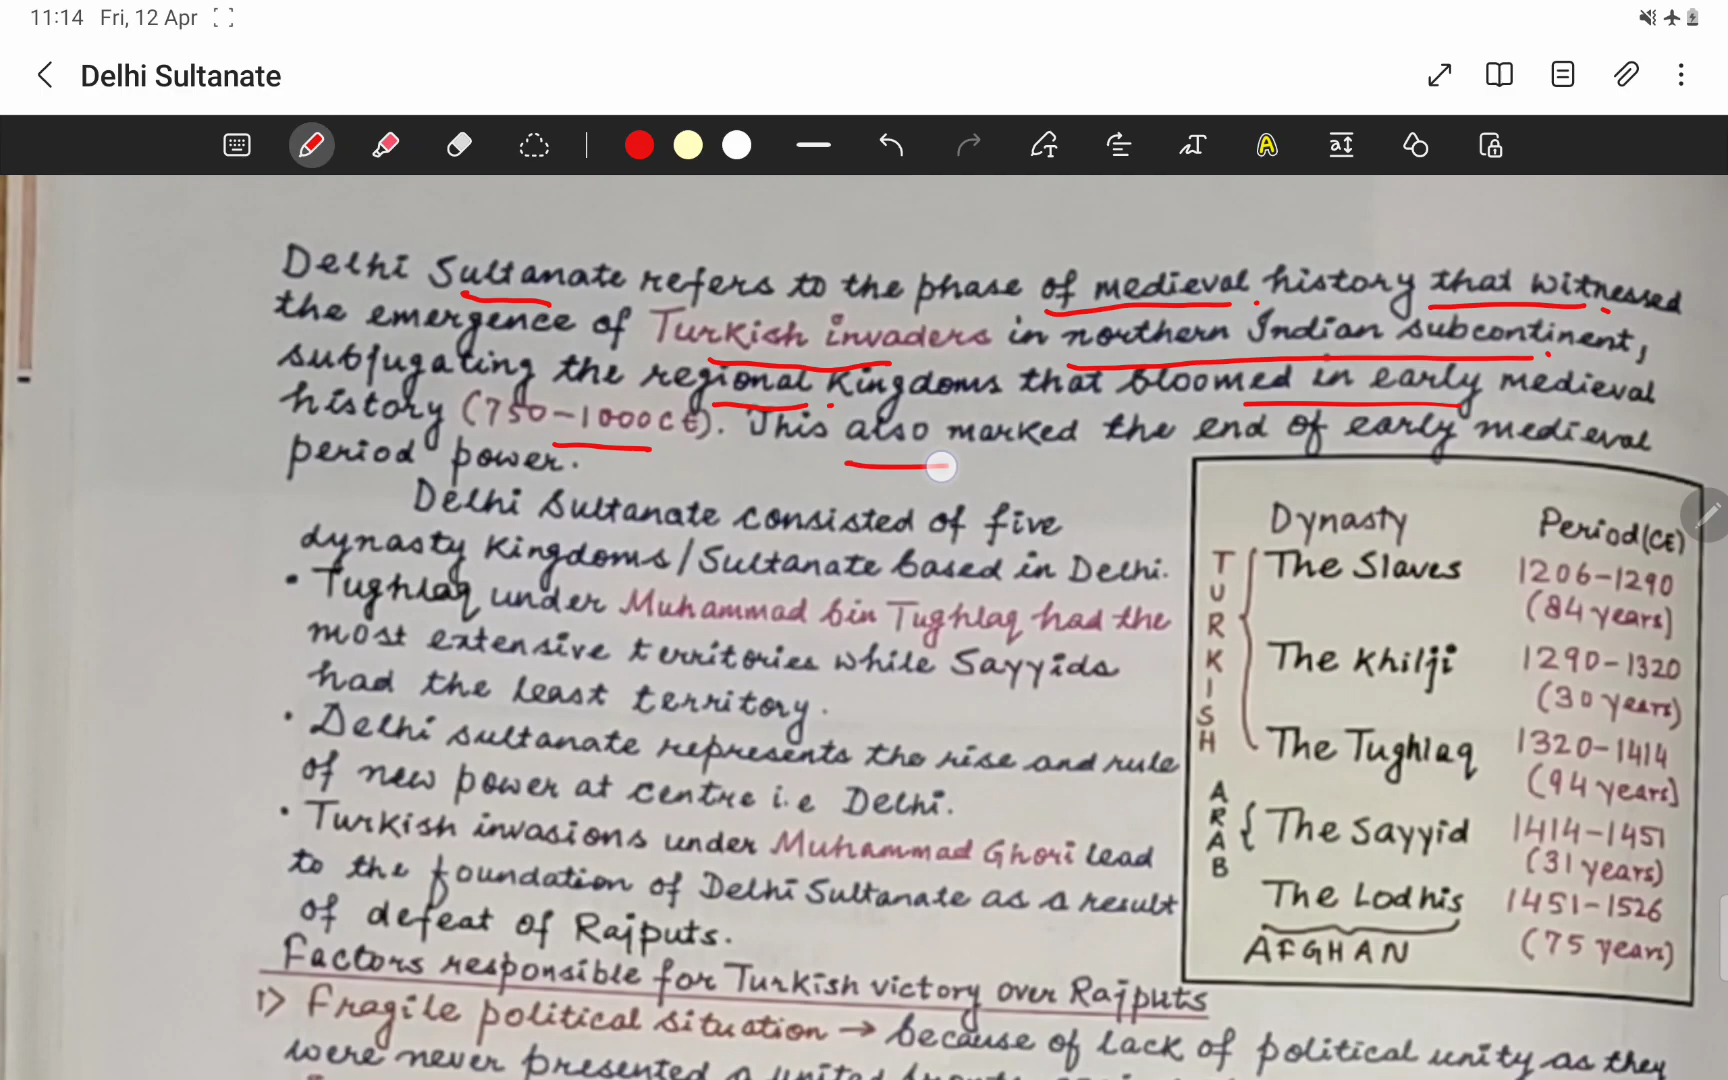 11:14 Fri, 12 Apr
Delhi Sultanate
Delhi Sultanate refers to the phase of medieval history that witnessed
the emergence of Turkish invaders in northern Indian subcontinent,
subjugating the regional kingdoms that bloomed in early medieval
history (750-1000CE). This also marked the end of early medieval
period power.
Delhi Sultanate consisted of five
dynasty kingdoms/Sultanate based in Delhi.
• Tughlaq under Muhammad bin Tughlaq had the
most extensive territories while Sayyids
had the least territory.
• Delhi sultanate represents the rise and rule
of new power at centre i.e Delhi.
• Turkish invasions under Muhammad Ghori lead
to the foundation of Delhi Sultanate as a result
of defeat of Rajputs.
Factors responsible for Turkish victory over Rajputs
1> Fragile political situation → because of lack of political unity as they
were never presented a united
Dynasty Period(CE)
TURKISH
The Slaves 1206-1290
(84 years)
The Khilji 1290-1320
(30 years)
The Tughlaq 1320-1414
(94 years)
ARAB
The Sayyid 1414-1451
(31 years)
The Lodhis 1451-1526
AFGHAN (75 years)